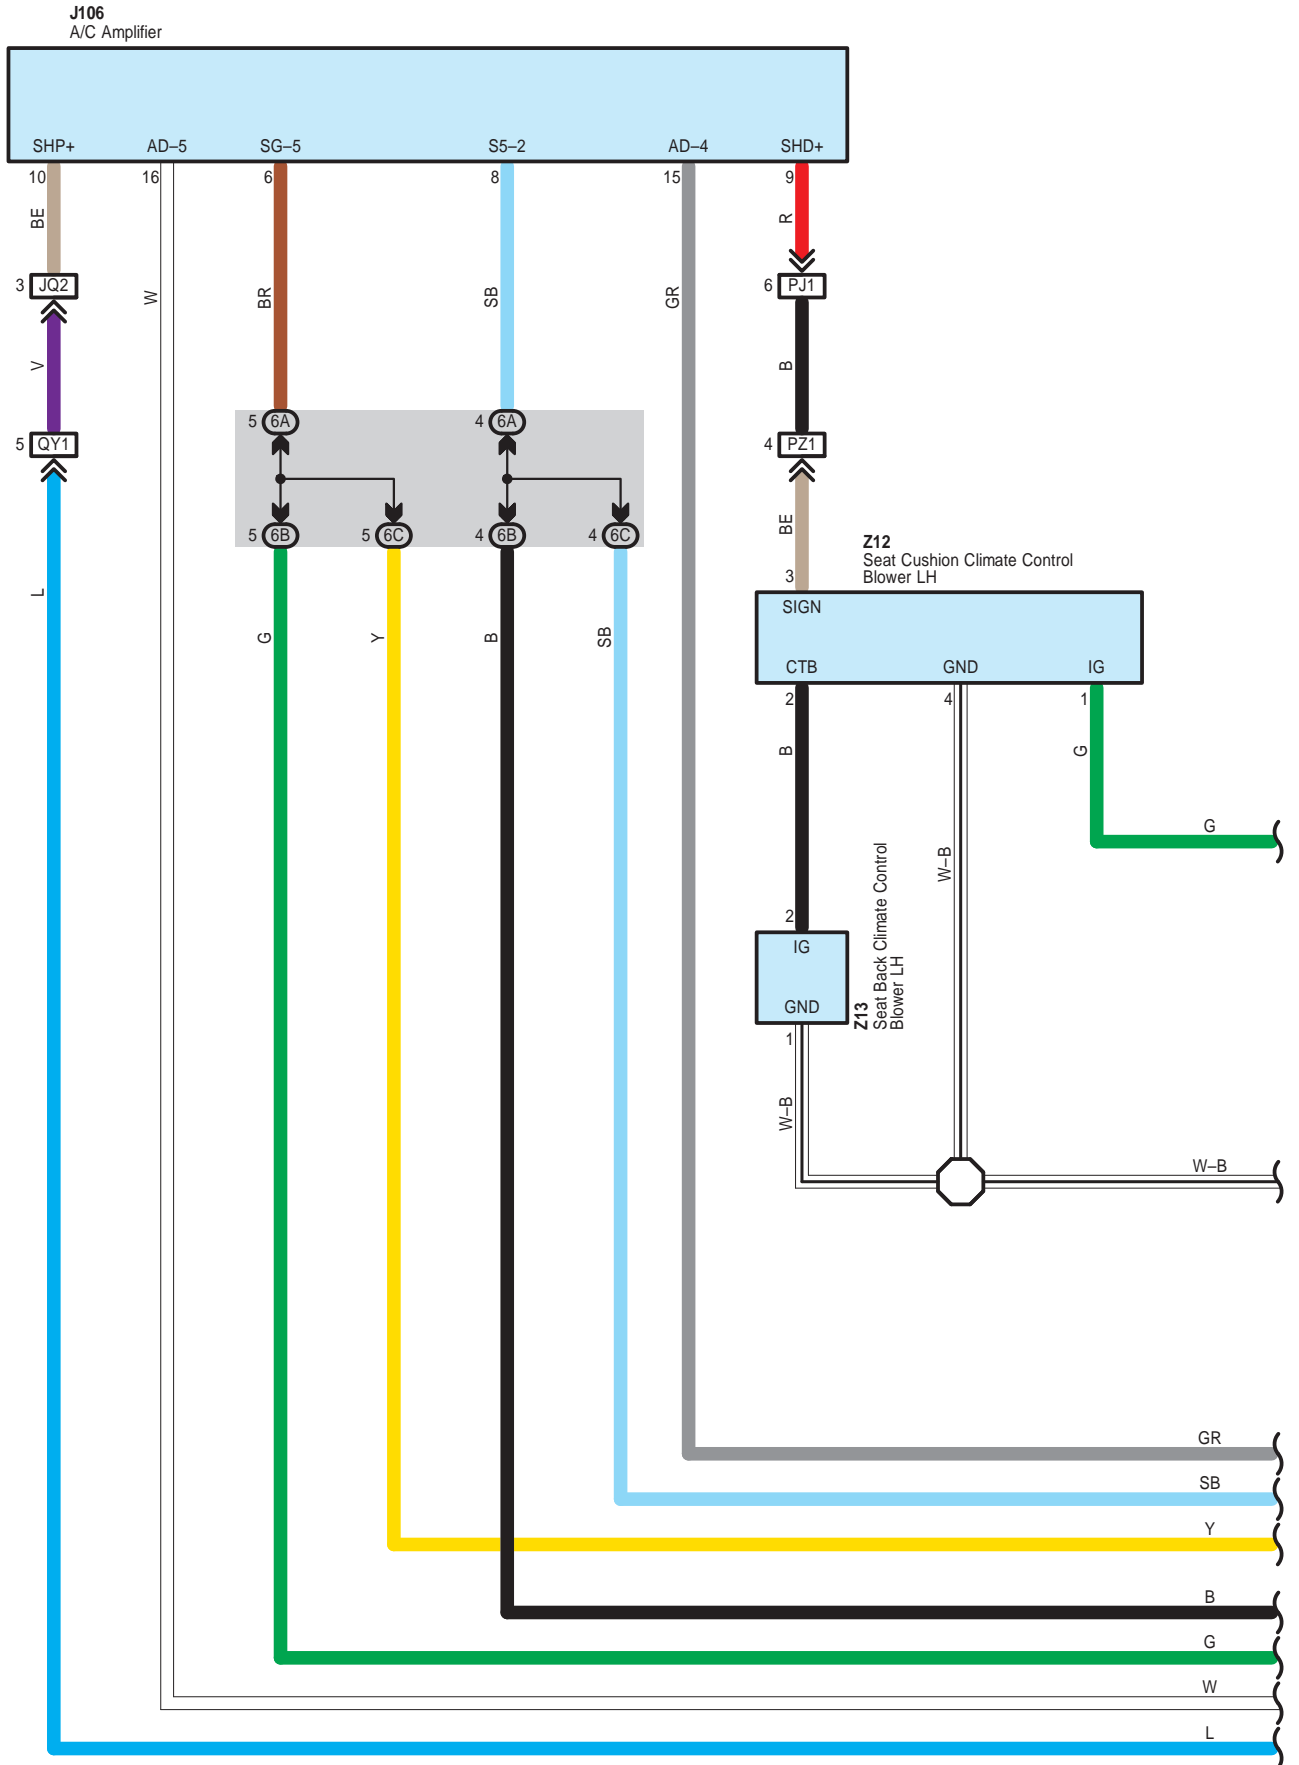 J106
A/C Amplifier
SHP+ AD–5 SG–5 S5–2 AD–4 SHD+
10 16 6 8 15 9
BE R
3 JQ2 6 PJ1
W BR SB GR
V B
5 6A 4 6A
5 QY1 4 PZ1
BE
5 6B 5 6C 4 6B 4 6C
Z12
Seat Cushion Climate Control
Blower LH
3
L
SIGN
G Y B SB
CTB GND IG
2 4 1
B G
G
W–B
2
IG
GND
Z13
Seat Back Climate Control
Blower LH
1
W–B
W–B
GR
SB
Y
B
G
W
L